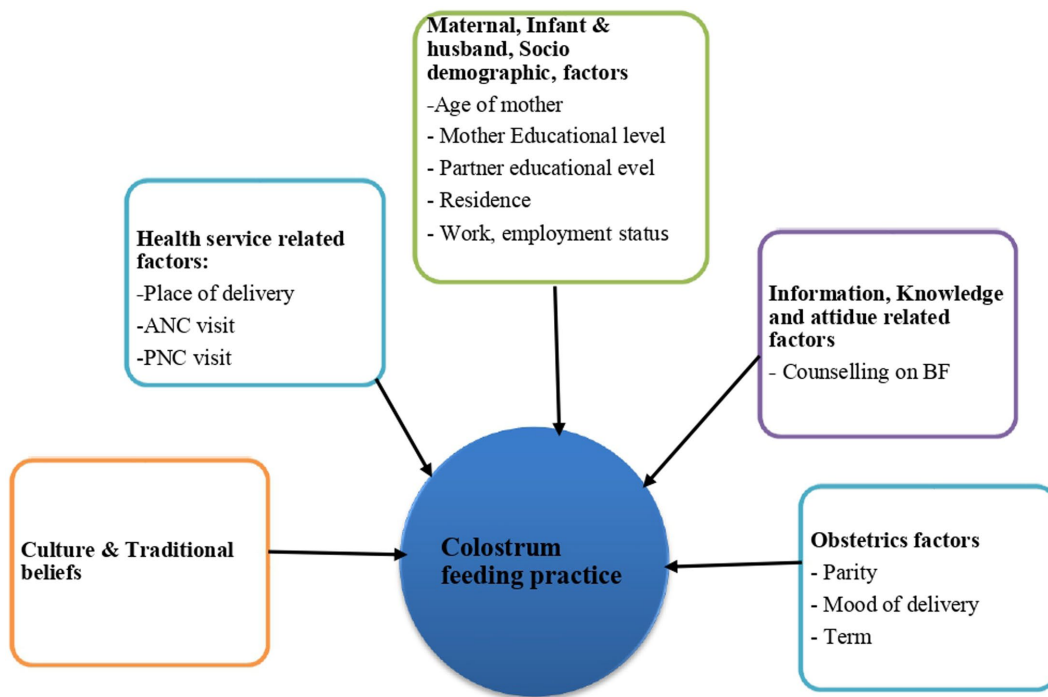 Maternal, Infant &
husband, Socio
demographic, factors
-Age of mother
- Mother Educational level
- Partner educational evel
- Residence
- Work, employment status
Health service related
factors:
-Place of delivery
-ANC visit
-PNC visit
Information, Knowledge
and attidue related
factors
- Counselling on BF
Culture & Traditional
beliefs
Colostrum
feeding practice
Obstetrics factors
- Parity
- Mood of delivery
- Term